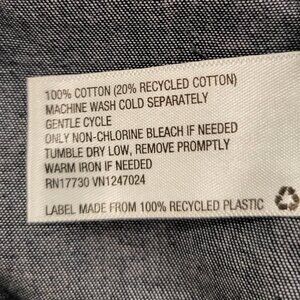 100% COTTON (20% RECYCLED COTTON)
MACHINE WASH COLD SEPARATELY
GENTLE CYCLE
ONLY NON-CHLORINE BLEACH IF NEEDED
TUMBLE DRY LOW, REMOVE PROMPTLY
WARM IRON IF NEEDED
RN17730 VN1247024
LABEL MADE FROM 100% RECYCLED PLASTIC